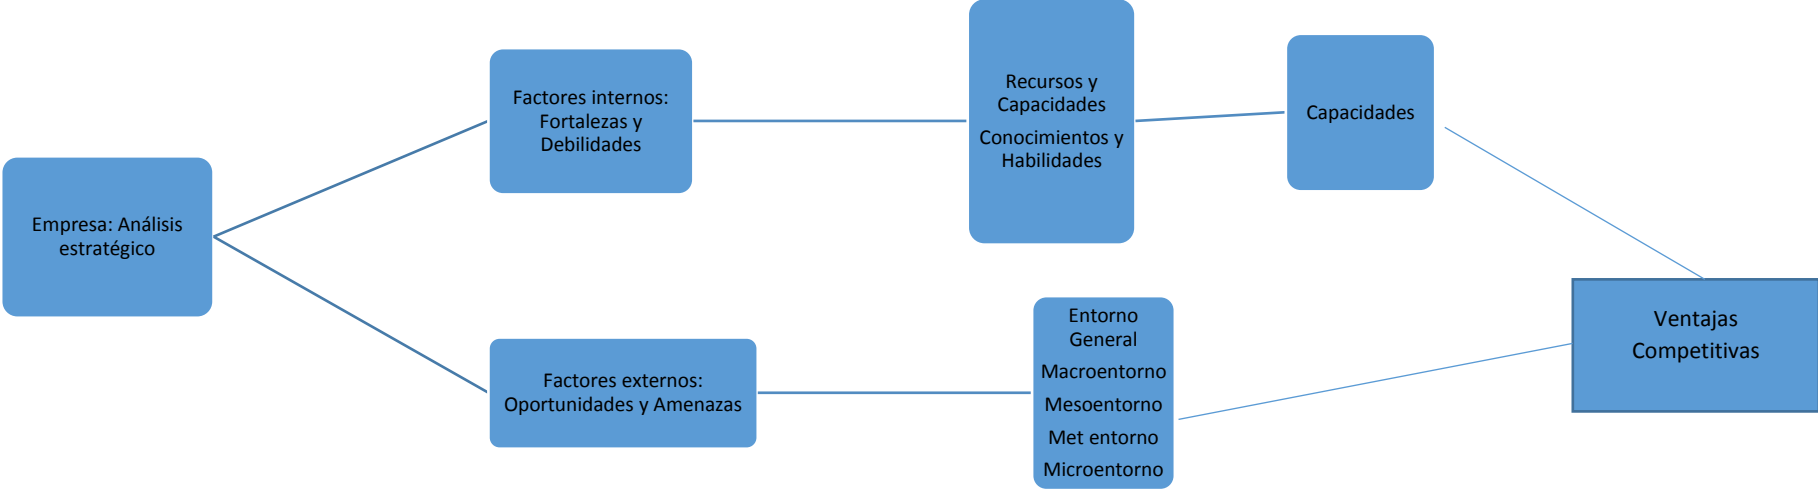 Empresa: Análisis
estratégico
Factores internos:
Fortalezas y
Debilidades
Recursos y
Capacidades
Conocimientos y
Habilidades
Capacidades
Factores externos:
Oportunidades y Amenazas
Entorno
General
Macroentorno
Mesoentorno
Met entorno
Microentorno
Ventajas
Competitivas